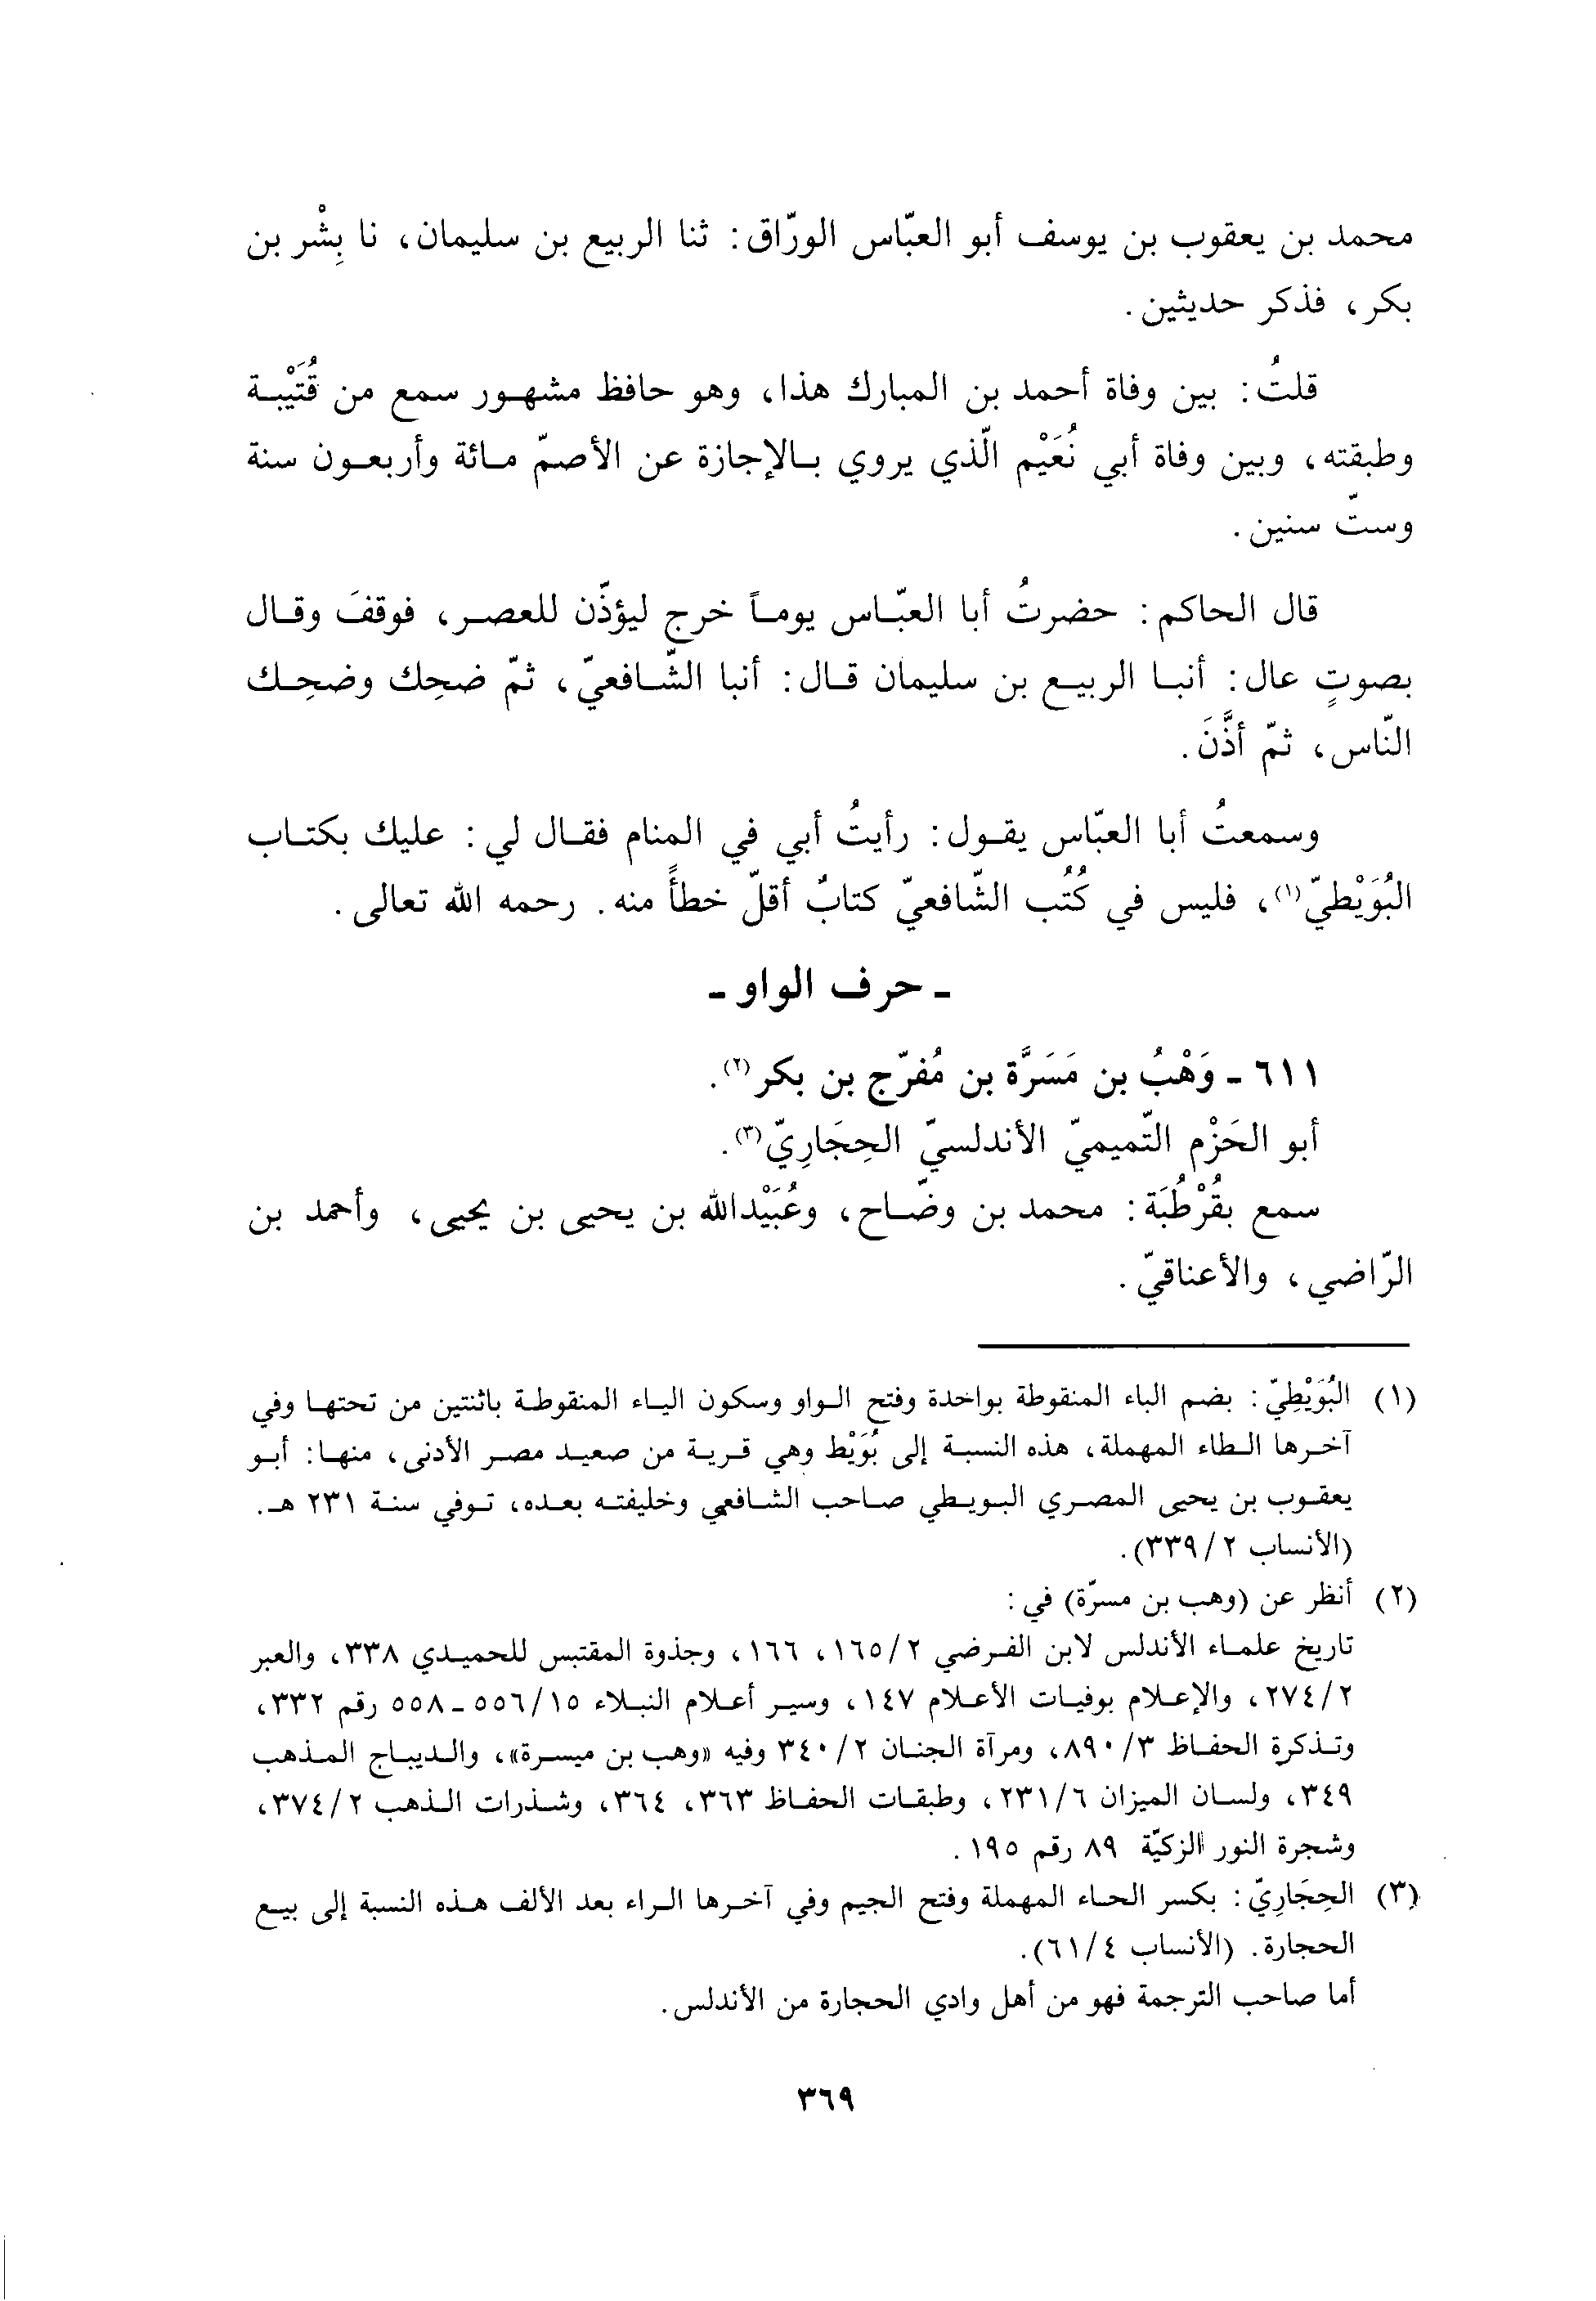 محمد بن يعقوب بن يوسف أبو العبّاس الورّاق: ثنا الربيع بن سليمان، نا بِشْر بن
بكر، فذكر حديثين.
قلتُ: بين وفاة أحمد بن المبارك هذا، وهو حافظ مشهور سمع من قُتَيْبة
وطبقته، وبين وفاة أبي نُعَيْم الّذي يروي بالإجازة عن الأصمّ مائة وأربعون سنة
وستّ سنين.
قال الحاكم: حضرتُ أبا العبّاس يوماً خرج ليؤذّن للعصر، فوقفَ وقال
بصوتٍ عال: أنبا الربيع بن سليمان قال: أنبا الشّافعيّ، ثمّ ضحِك وضحِك
النّاس، ثمّ أذَّنَ.
وسمعتُ أبا العبّاس يقول: رأيتُ أبي في المنام فقال لي: عليك بكتاب
البُوَيْطيّ(١)، فليس في كُتُب الشّافعيّ كتابٌ أقلّ خطأً منه. رحمه الله تعالى.
- حرف الواو -
٦١١ - وَهْبُ بن مَسَرَّة بن مُفرّج بن بكر(٢).
أبو الحَزْم التّميميّ الأندلسيّ الحِجَارِيّ(٣).
سمع بقُرْطُبَة: محمد بن وضّاح، وعُبَيْدالله بن يحيى بن يحيى، وأحمد بن
الرّاضي، والأعناقيّ.
(١) البُوَيْطِيّ: بضم الباء المنقوطة بواحدة وفتح الواو وسكون الياء المنقوطة باثنتين من تحتها وفي
آخرها الطاء المهملة، هذه النسبة إلى بُوَيْط وهي قرية من صعيد مصر الأدنى، منها: أبو
يعقوب بن يحيى المصري البويطي صاحب الشافعي وخليفته بعده، توفي سنة ٢٣١ هـ.
(الأنساب ٢/٣٣٩).
(٢) أنظر عن (وهب بن مسرّة) في:
تاريخ علماء الأندلس لابن الفرضي ٢/١٦٥، ١٦٦، وجذوة المقتبس للحميدي ٣٣٨، والعبر
٢/٢٧٤، والإعلام بوفيات الأعلام ١٤٧، وسير أعلام النبلاء ١٥/٥٥٦-٥٥٨ رقم ٣٣٢،
وتذكرة الحفاظ ٣/٨٩٠، ومرآة الجنان ٢/٣٤٠ وفيه «وهب بن ميسرة»، والديباج المذهب
٣٤٩، ولسان الميزان ٦/٢٣١، وطبقات الحفاظ ٣٦٣، ٣٦٤، وشذرات الذهب ٢/٣٧٤،
وشجرة النور الزكيّة ٨٩ رقم ١٩٥.
(٣) الحِجَارِيّ: بكسر الحاء المهملة وفتح الجيم وفي آخرها الراء بعد الألف هذه النسبة إلى بيع
الحجارة. (الأنساب ٤/٦١).
أما صاحب الترجمة فهو من أهل وادي الحجارة من الأندلس.
٣٦٩